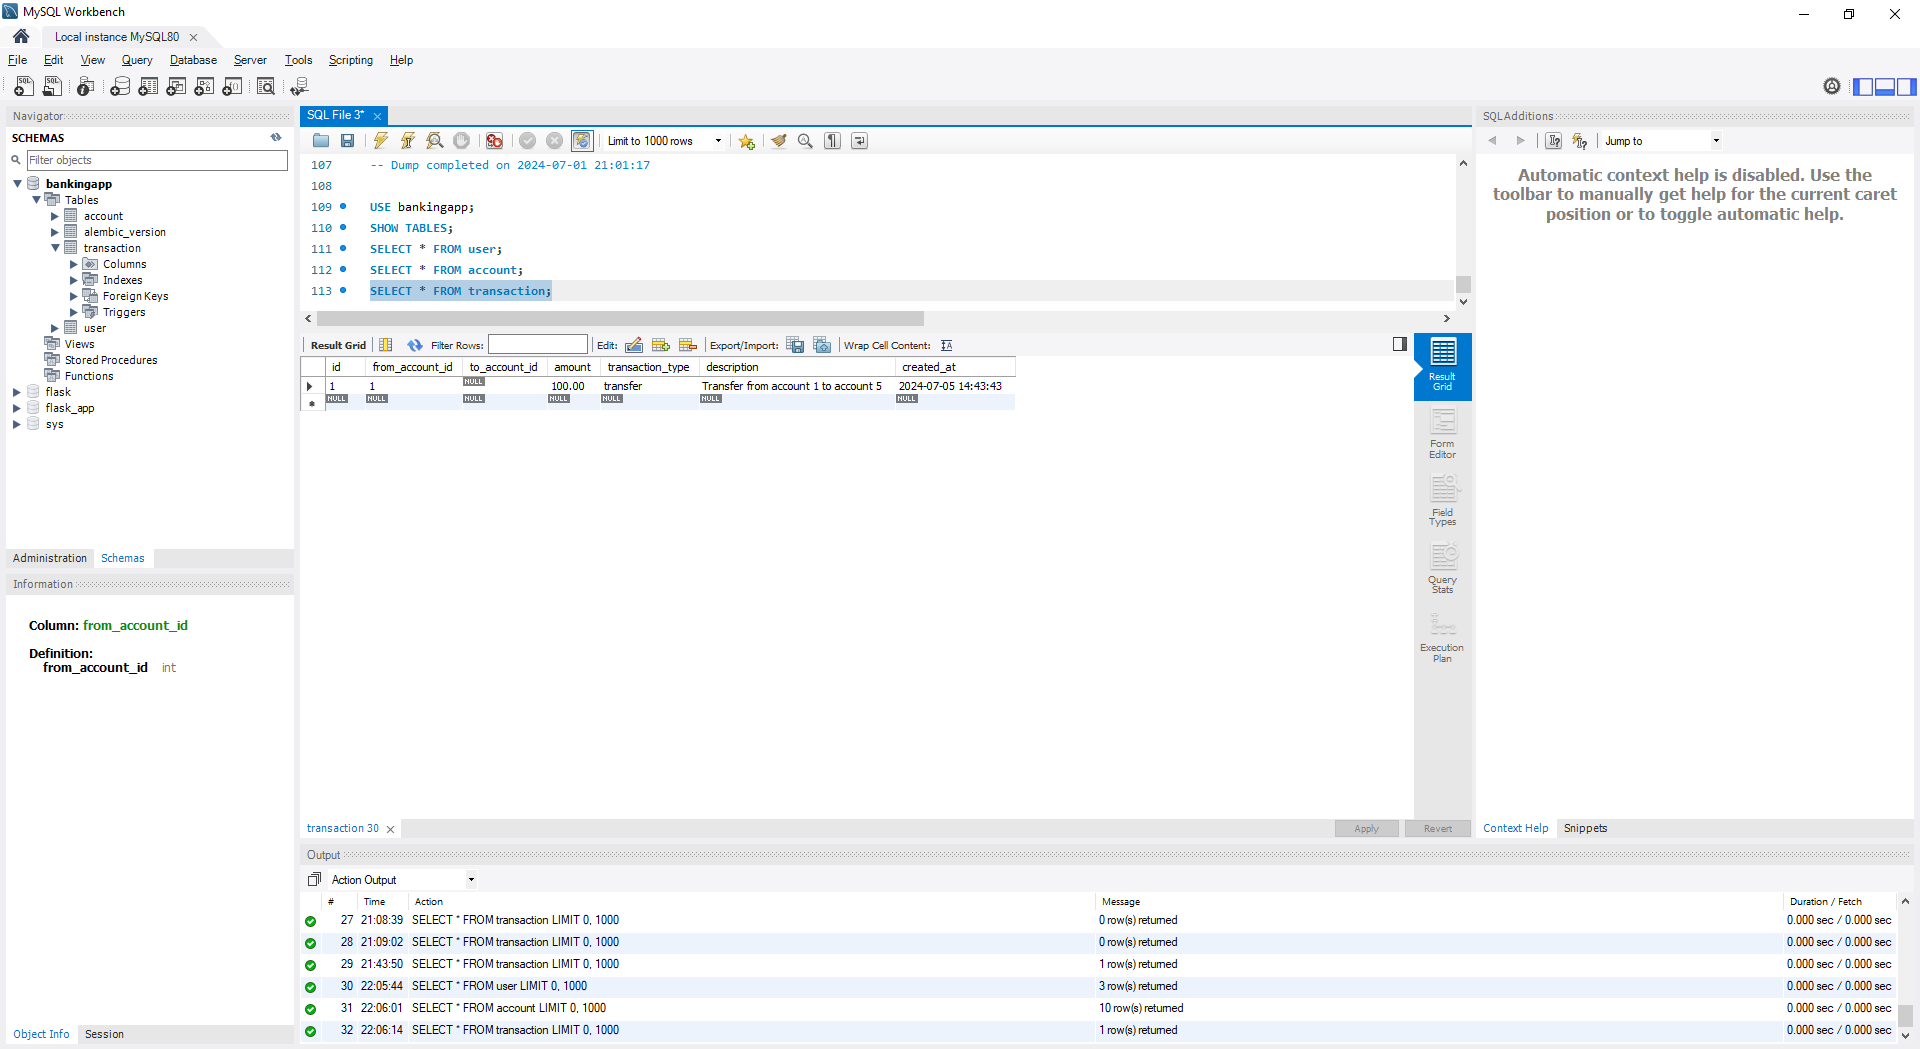 MySQL Workbench
Local instance MySQL80
File Edit View Query Database Server Tools Scripting Help
Navigator
SCHEMAS
Filter objects
bankingapp
Tables
account
alembic_version
transaction
Columns
Indexes
Foreign Keys
Triggers
user
Views
Stored Procedures
Functions
flask
flask_app
sys
Administration Schemas
Information
Column: from_account_id
Definition:
from_account_id int
Object Info Session
SQL File 3*
Limit to 1000 rows
107 -- Dump completed on 2024-07-01 21:01:17
108
109 USE bankingapp;
110 SHOW TABLES;
111 SELECT * FROM user;
112 SELECT * FROM account;
113 SELECT * FROM transaction;
Result Grid Filter Rows: Edit: Export/Import: Wrap Cell Content:
id from_account_id to_account_id amount transaction_type description created_at
1 1 NULL 100.00 transfer Transfer from account 1 to account 5 2024-07-05 14:43:43
NULL NULL NULL NULL NULL NULL NULL
Result
Grid
Form
Editor
Field
Types
Query
Stats
Execution
Plan
transaction 30
Apply Revert
SQLAdditions
Jump to
Automatic context help is disabled. Use the
toolbar to manually get help for the current caret
position or to toggle automatic help.
Context Help Snippets
Output
Action Output
# Time Action Message Duration / Fetch
27 21:08:39 SELECT * FROM transaction LIMIT 0, 1000 0 row(s) returned 0.000 sec / 0.000 sec
28 21:09:02 SELECT * FROM transaction LIMIT 0, 1000 0 row(s) returned 0.000 sec / 0.000 sec
29 21:43:50 SELECT * FROM transaction LIMIT 0, 1000 1 row(s) returned 0.000 sec / 0.000 sec
30 22:05:44 SELECT * FROM user LIMIT 0, 1000 3 row(s) returned 0.000 sec / 0.000 sec
31 22:06:01 SELECT * FROM account LIMIT 0, 1000 10 row(s) returned 0.000 sec / 0.000 sec
32 22:06:14 SELECT * FROM transaction LIMIT 0, 1000 1 row(s) returned 0.000 sec / 0.000 sec